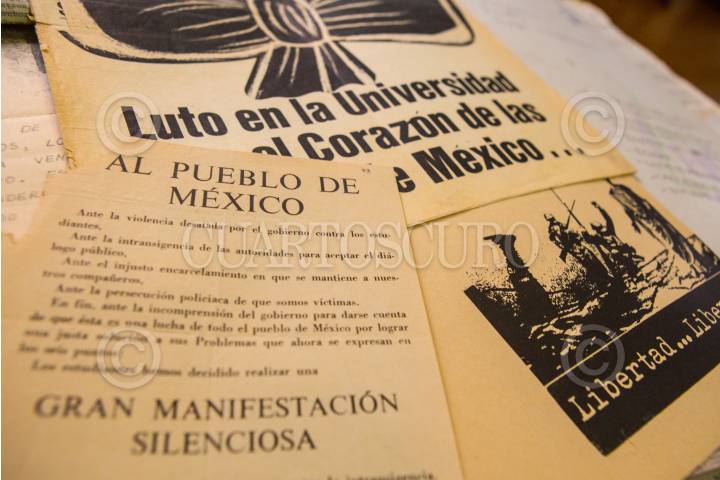 Luto en la Universidad
el Corazón de las
e México...
DE
AL PUEBLO DE
MÉXICO
Ante la violencia desatada por el gobierno contra los estu-
diantes,
Ante la intransigencia de las autoridades para aceptar el diá-
logo público,
Ante el injusto encarcelamiento en que se mantiene a nues-
tros compañeros,
Ante la persecución policiaca de que somos víctimas.
En fin, ante la incomprensión del gobierno para darse cuenta
de que ésta es una lucha de todo el pueblo de México por lograr
una justa a sus Problemas que ahora se expresan en
los seis puntos
Los estudiantes hemos decidido realizar una
GRAN MANIFESTACIÓN
SILENCIOSA
la intransigencia,
Libertad...Liber
CUARTOSCURO